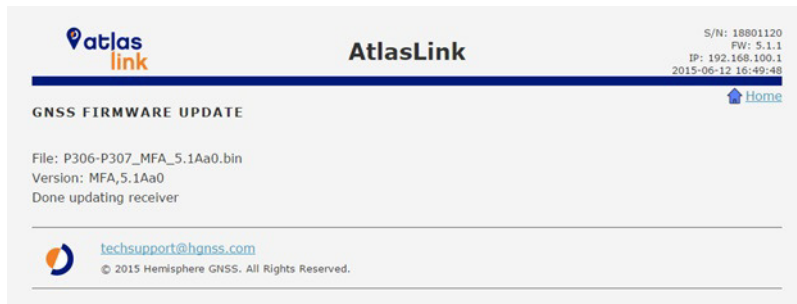 atlas
link
AtlasLink
S/N: 18801120
FW: 5.1.1
IP: 192.168.100.1
2015-06-12 16:49:48
Home
GNSS FIRMWARE UPDATE
File: P306-P307_MFA_5.1Aa0.bin
Version: MFA,5.1Aa0
Done updating receiver
techsupport@hgnss.com
© 2015 Hemisphere GNSS. All Rights Reserved.